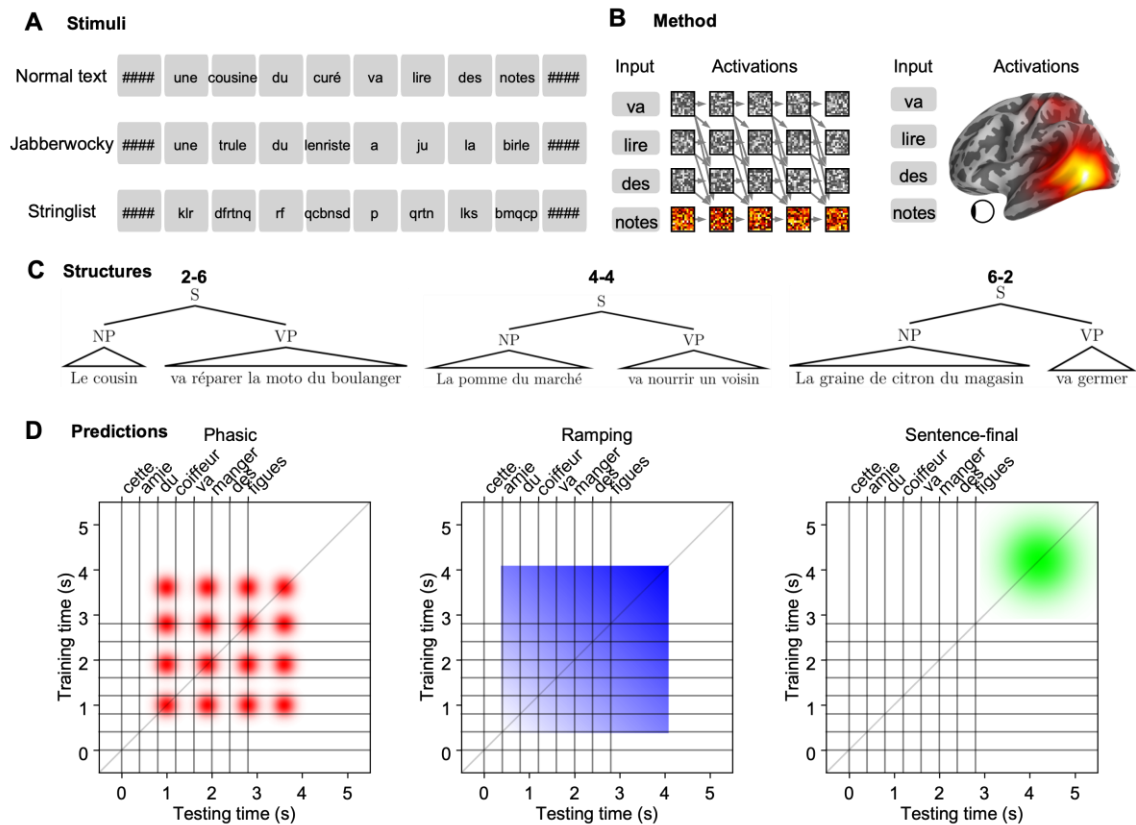 A Stimuli
Normal text #### une cousine du curé va lire des notes ####
Jabberwocky #### une trule du lenriste a ju la birle ####
Stringlist #### klr dfrtnq rf qcbnsd p qrtn lks bmqcp ####
B Method
Input Activations
va
lire
des
notes
Input Activations
va
lire
des
notes
C Structures
2-6
S
NP VP
Le cousin va réparer la moto du boulanger
4-4
S
NP VP
La pomme du marché va nourrir un voisin
6-2
S
NP VP
La graine de citron du magasin va germer
D Predictions
Phasic
cette amie du coiffeur va manger des figues
Training time (s)
5
4
3
2
1
0
0 1 2 3 4 5
Testing time (s)
Ramping
cette amie du coiffeur va manger des figues
Training time (s)
5
4
3
2
1
0
0 1 2 3 4 5
Testing time (s)
Sentence-final
cette amie du coiffeur va manger des figues
Training time (s)
5
4
3
2
1
0
0 1 2 3 4 5
Testing time (s)